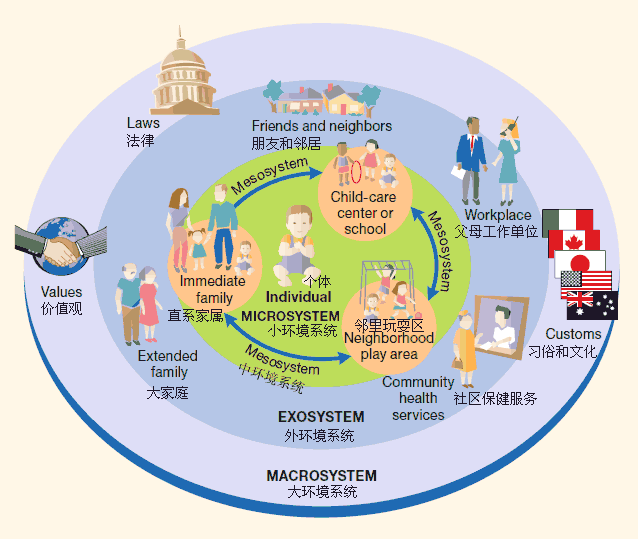 Laws
法律
Friends and neighbors
朋友和邻居
Mesosystem
Child-care
center or
school
Workplace
父母工作单位
Mesosystem
Values
价值观
Immediate
family
直系家属
个体
Individual
MICROSYSTEM
小环境系统
邻里玩耍区
Neighborhood
play area
Customs
习俗和文化
Extended
family
大家庭
Mesosystem
中环境系统
Community
health
services
社区保健服务
EXOSYSTEM
外环境系统
MACROSYSTEM
大环境系统